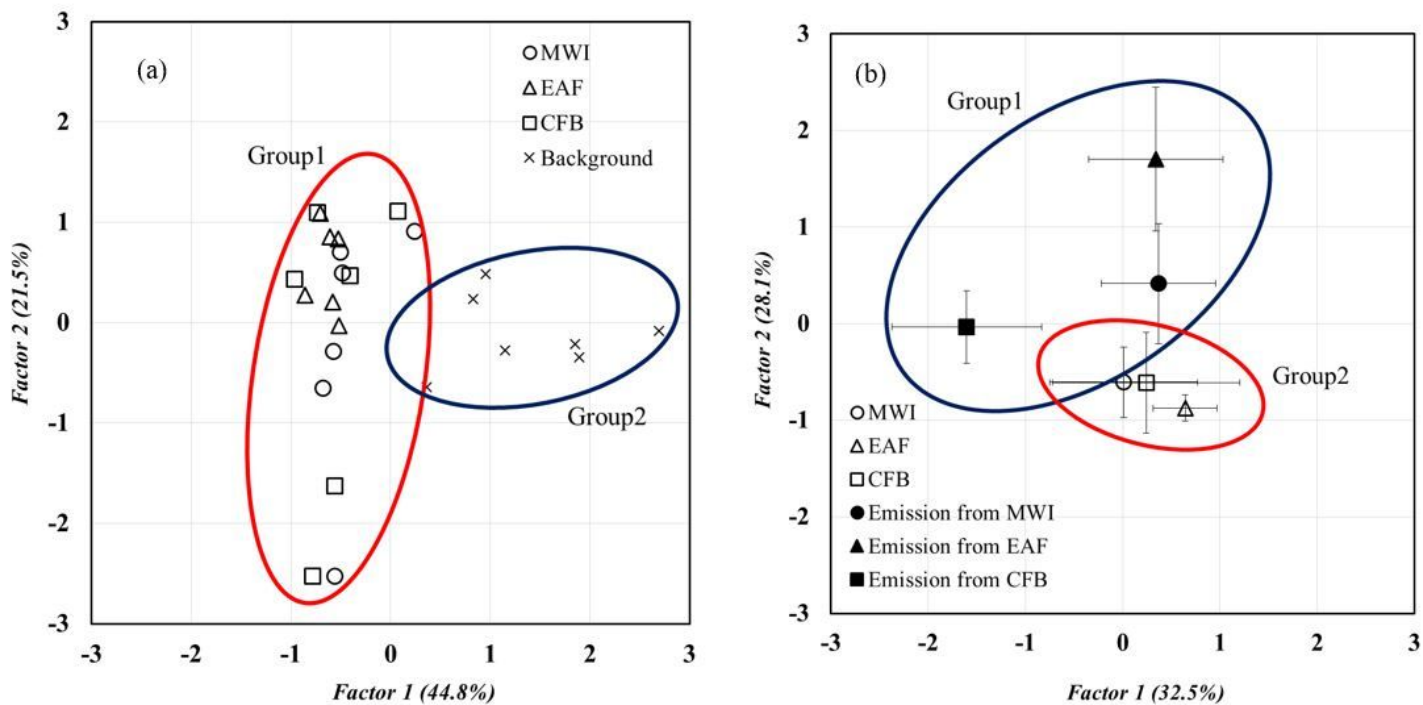 (a)
MWI
EAF
CFB
Background
Group1
Group2
3
2
1
0
-1
-2
-3
-3 -2 -1 0 1 2 3
Factor 2 (21.5%)
Factor 1 (44.8%)
(b)
Group1
Group2
MWI
EAF
CFB
Emission from MWI
Emission from EAF
Emission from CFB
3
2
1
0
-1
-2
-3
-3 -2 -1 0 1 2 3
Factor 2 (28.1%)
Factor 1 (32.5%)